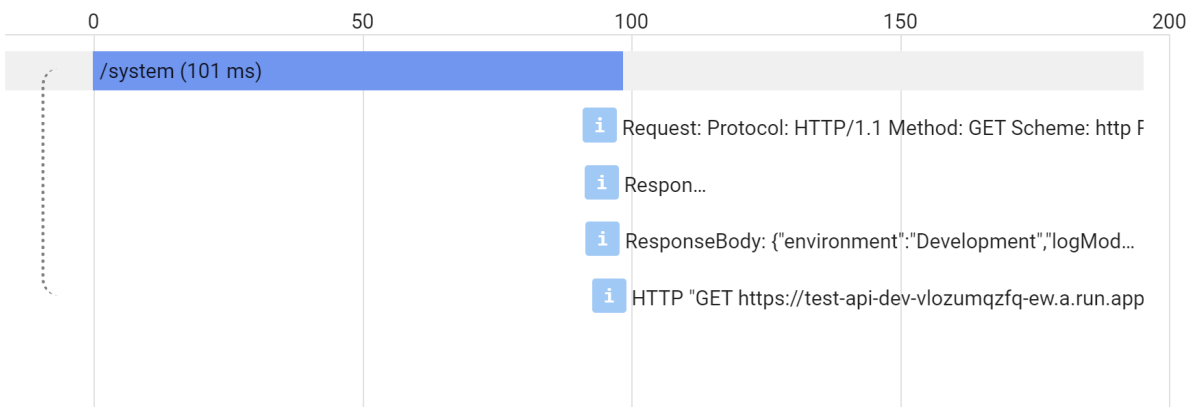 0 50 100 150 200
/system (101 ms)
i Request: Protocol: HTTP/1.1 Method: GET Scheme: http
i Respon...
i ResponseBody: {"environment":"Development","logMod...
i HTTP "GET https://test-api-dev-vlozumqzfq-ew.a.run.app